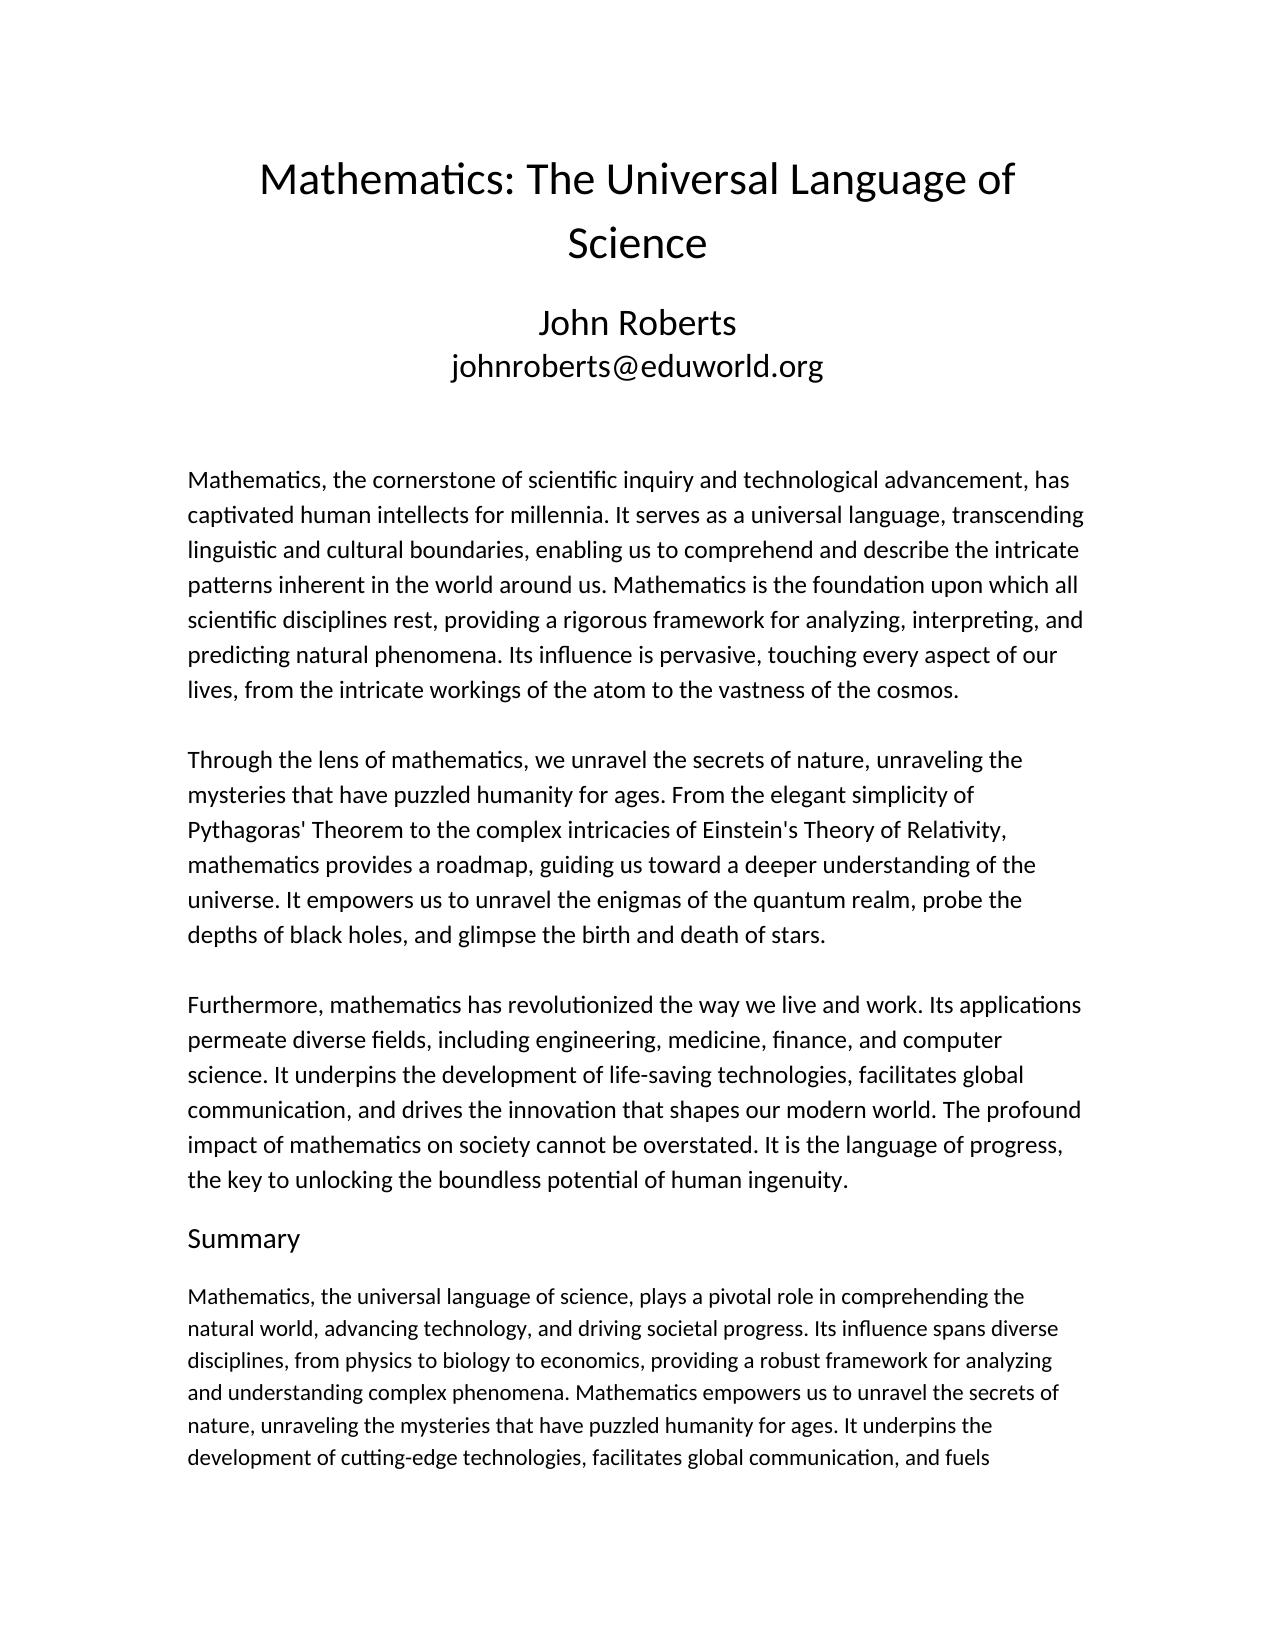 Mathematics: The Universal Language of
Science
John Roberts
johnroberts@eduworld.org
Mathematics, the cornerstone of scientific inquiry and technological advancement, has
captivated human intellects for millennia. It serves as a universal language, transcending
linguistic and cultural boundaries, enabling us to comprehend and describe the intricate
patterns inherent in the world around us. Mathematics is the foundation upon which all
scientific disciplines rest, providing a rigorous framework for analyzing, interpreting, and
predicting natural phenomena. Its influence is pervasive, touching every aspect of our
lives, from the intricate workings of the atom to the vastness of the cosmos.
Through the lens of mathematics, we unravel the secrets of nature, unraveling the
mysteries that have puzzled humanity for ages. From the elegant simplicity of
Pythagoras' Theorem to the complex intricacies of Einstein's Theory of Relativity,
mathematics provides a roadmap, guiding us toward a deeper understanding of the
universe. It empowers us to unravel the enigmas of the quantum realm, probe the
depths of black holes, and glimpse the birth and death of stars.
Furthermore, mathematics has revolutionized the way we live and work. Its applications
permeate diverse fields, including engineering, medicine, finance, and computer
science. It underpins the development of life-saving technologies, facilitates global
communication, and drives the innovation that shapes our modern world. The profound
impact of mathematics on society cannot be overstated. It is the language of progress,
the key to unlocking the boundless potential of human ingenuity.
Summary
Mathematics, the universal language of science, plays a pivotal role in comprehending the
natural world, advancing technology, and driving societal progress. Its influence spans diverse
disciplines, from physics to biology to economics, providing a robust framework for analyzing
and understanding complex phenomena. Mathematics empowers us to unravel the secrets of
nature, unraveling the mysteries that have puzzled humanity for ages. It underpins the
development of cutting-edge technologies, facilitates global communication, and fuels